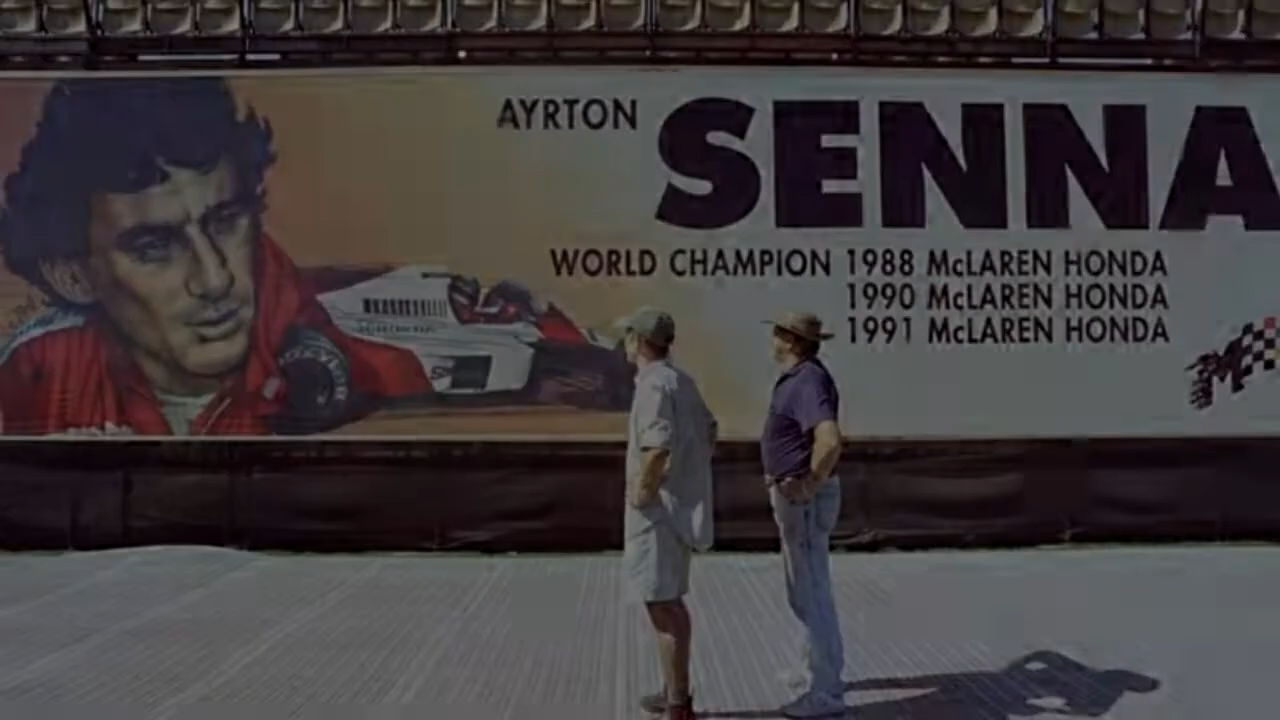 AYRTON SENNA
WORLD CHAMPION 1988 McLAREN HONDA
1990 McLAREN HONDA
1991 McLAREN HONDA